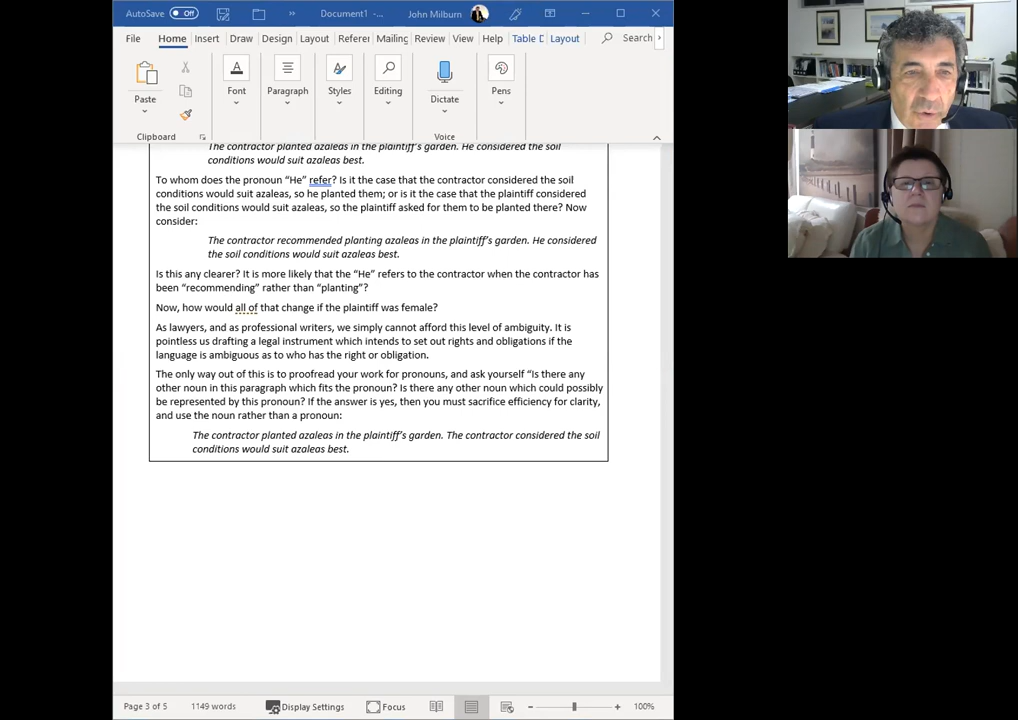 AutoSave Off Document1 -... John Milburn
File Home Insert Draw Design Layout Referen Mailing Review View Help Table D Layout Search
Paste Font Paragraph Styles Editing Dictate Pens
Clipboard Voice
The contractor planted azaleas in the plaintiff's garden. He considered the soil
conditions would suit azaleas best.
To whom does the pronoun “He” refer? Is it the case that the contractor considered the soil
conditions would suit azaleas, so he planted them; or is it the case that the plaintiff considered
the soil conditions would suit azaleas, so the plaintiff asked for them to be planted there? Now
consider:
The contractor recommended planting azaleas in the plaintiff's garden. He considered
the soil conditions would suit azaleas best.
Is this any clearer? It is more likely that the “He” refers to the contractor when the contractor has
been “recommending” rather than “planting”?
Now, how would all of that change if the plaintiff was female?
As lawyers, and as professional writers, we simply cannot afford this level of ambiguity. It is
pointless us drafting a legal instrument which intends to set out rights and obligations if the
language is ambiguous as to who has the right or obligation.
The only way out of this is to proofread your work for pronouns, and ask yourself “Is there any
other noun in this paragraph which fits the pronoun? Is there any other noun which could possibly
be represented by this pronoun? If the answer is yes, then you must sacrifice efficiency for clarity,
and use the noun rather than a pronoun:
The contractor planted azaleas in the plaintiff's garden. The contractor considered the soil
conditions would suit azaleas best.
Page 3 of 5 1149 words Display Settings Focus 100%